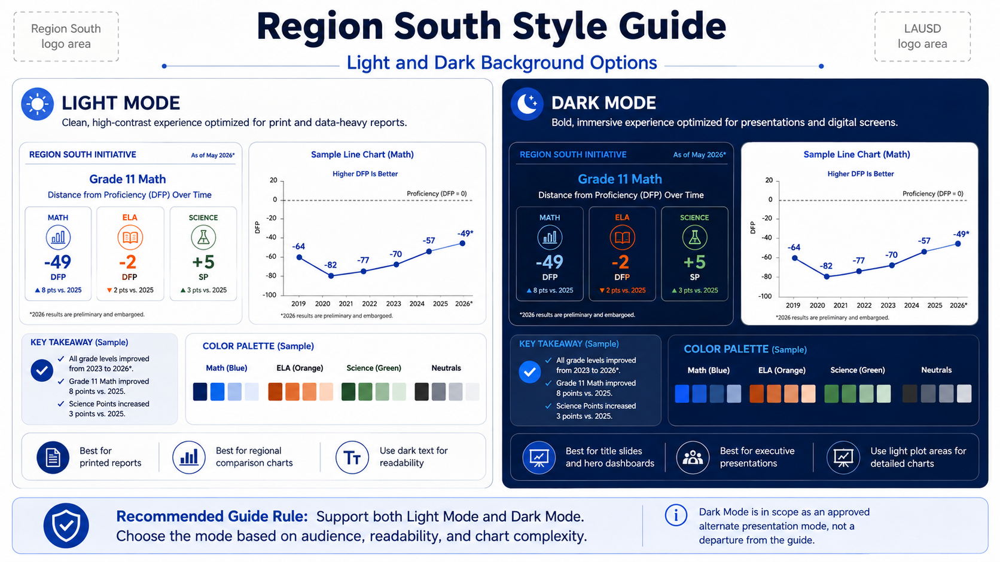 Region South
logo area
Region South Style Guide
Light and Dark Background Options
LAUSD
logo area
LIGHT MODE
Clean, high-contrast experience optimized for print and data-heavy reports.
REGION SOUTH INITIATIVE
As of May 2026*
Grade 11 Math
Distance from Proficiency (DFP) Over Time
MATH
-49
DFP
▲ 8 pts vs. 2025
ELA
-2
DFP
▼ 2 pts vs. 2025
SCIENCE
+5
SP
▲ 3 pts vs. 2025
*2026 results are preliminary and embargoed.
Sample Line Chart (Math)
Higher DFP Is Better
20
0
-20
-40
-60
-80
-100
DFP
Proficiency (DFP = 0)
-64
-82
-77
-70
-57
-49*
2019 2020 2021 2022 2023 2024 2025 2026*
*2026 results are preliminary and embargoed.
KEY TAKEAWAY (Sample)
All grade levels improved
from 2023 to 2026*.
Grade 11 Math improved
8 points vs. 2025.
Science Points increased
3 points vs. 2025.
COLOR PALETTE (Sample)
Math (Blue)
ELA (Orange)
Science (Green)
Neutrals
Best for
printed reports
Best for regional
comparison charts
TT
Use dark text for
readability
DARK MODE
Bold, immersive experience optimized for presentations and digital screens.
REGION SOUTH INITIATIVE
As of May 2026*
Grade 11 Math
Distance from Proficiency (DFP) Over Time
MATH
-49
DFP
▲ 8 pts vs. 2025
ELA
-2
DFP
▼ 2 pts vs. 2025
SCIENCE
+5
SP
▲ 3 pts vs. 2025
*2026 results are preliminary and embargoed.
Sample Line Chart (Math)
Higher DFP Is Better
20
0
-20
-40
-60
-80
-100
DFP
Proficiency (DFP = 0)
-64
-82
-77
-70
-57
-49*
2019 2020 2021 2022 2023 2024 2025 2026*
*2026 results are preliminary and embargoed.
KEY TAKEAWAY (Sample)
All grade levels improved
from 2023 to 2026*.
Grade 11 Math improved
8 points vs. 2025.
Science Points increased
3 points vs. 2025.
COLOR PALETTE (Sample)
Math (Blue)
ELA (Orange)
Science (Green)
Neutrals
Best for title slides
and hero dashboards
Best for executive
presentations
Use light plot areas for
detailed charts
Recommended Guide Rule: Support both Light Mode and Dark Mode.
Choose the mode based on audience, readability, and chart complexity.
i
Dark Mode is in scope as an approved
alternate presentation mode, not a
departure from the guide.